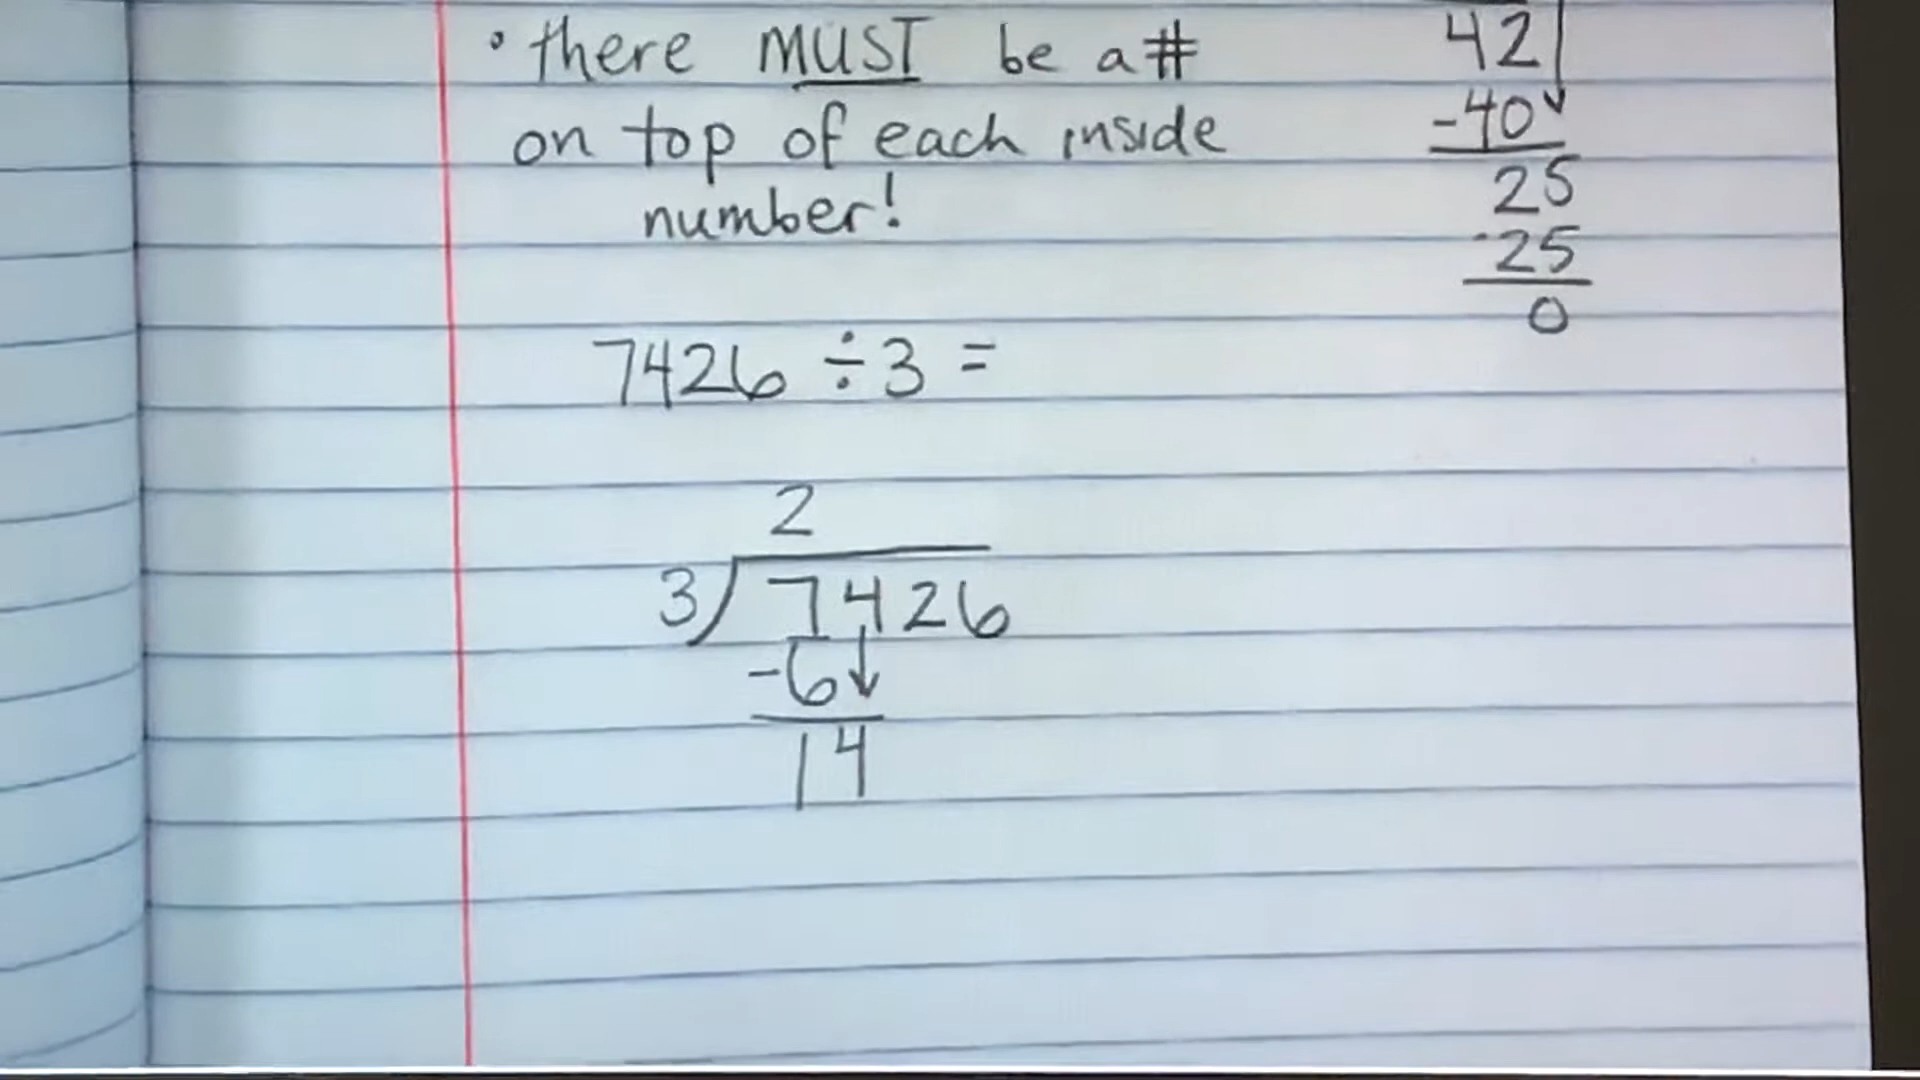 • there MUST be a #
on top of each inside
number!
42
-40
25
-25
0
7426 ÷ 3 =
2
3 7426
-6
14